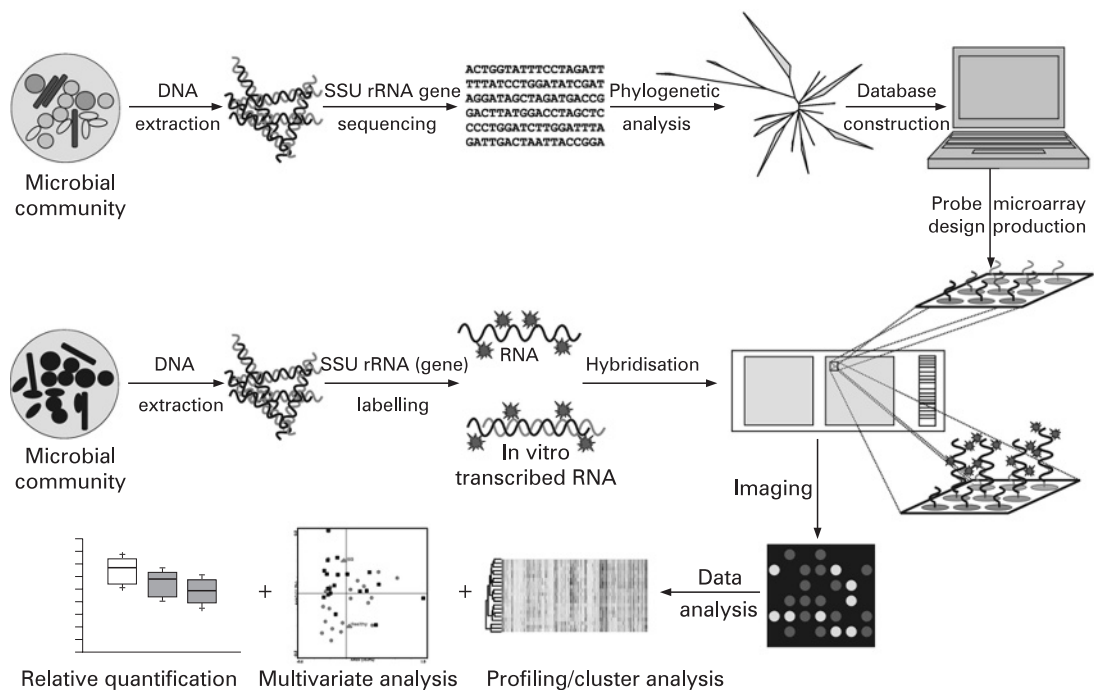 DNA
extraction
SSU rRNA gene
sequencing
ACTGGTATTTCCTAGATT
TTTATCCTGGATATCGAT
AGGATAGCTAGATGACCG
GACTTATGGACCTAGCTC
CCCTGGATCTTGGATTTA
GATTGACTAATTACCGGA
Phylogenetic
analysis
Database
construction
Microbial
community
Probe
design
microarray
production
DNA
extraction
SSU rRNA (gene)
labelling
RNA
In vitro
transcribed RNA
Hybridisation
Microbial
community
Imaging
Data
analysis
+
+
Relative quantification
Multivariate analysis
Profiling/cluster analysis